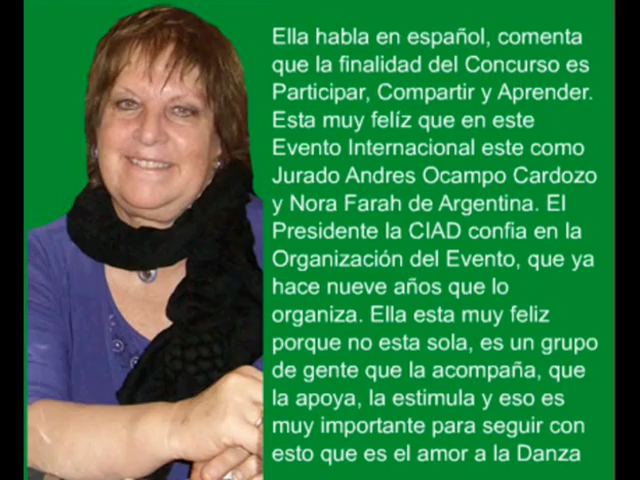 Ella habla en español, comenta
que la finalidad del Concurso es
Participar, Compartir y Aprender.
Esta muy felíz que en este
Evento Internacional este como
Jurado Andres Ocampo Cardozo
y Nora Farah de Argentina. El
Presidente la CIAD confia en la
Organización del Evento, que ya
hace nueve años que lo
organiza. Ella esta muy feliz
porque no esta sola, es un grupo
de gente que la acompaña, que
la apoya, la estimula y eso es
muy importante para seguir con
esto que es el amor a la Danza